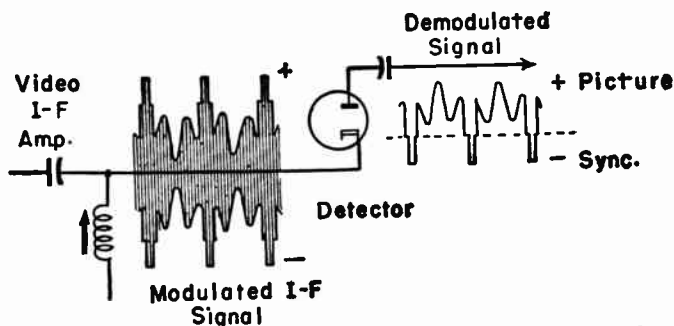 Demodulated
Signal
Video
I-F
Amp.
+
+ Picture
- Sync.
Detector
-
Modulated I-F
Signal